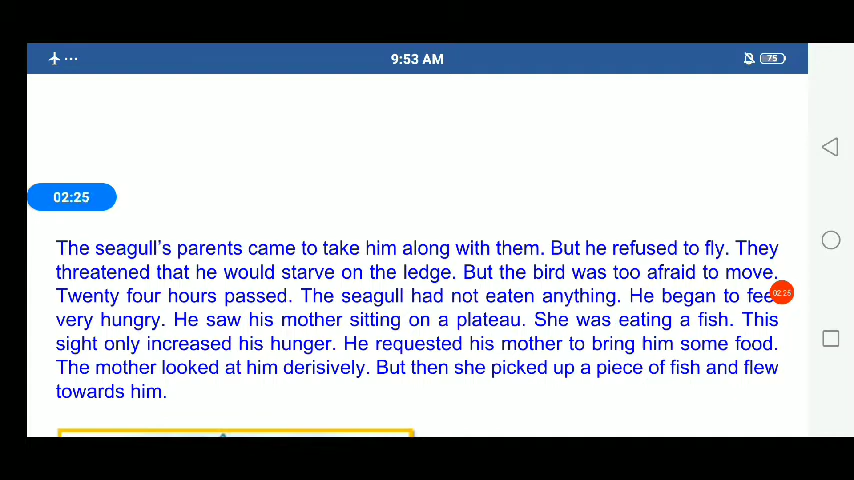 9:53 AM
75
02:25
The seagull's parents came to take him along with them. But he refused to fly. They
threatened that he would starve on the ledge. But the bird was too afraid to move.
Twenty four hours passed. The seagull had not eaten anything. He began to fee
02:25
very hungry. He saw his mother sitting on a plateau. She was eating a fish. This
sight only increased his hunger. He requested his mother to bring him some food.
The mother looked at him derisively. But then she picked up a piece of fish and flew
towards him.